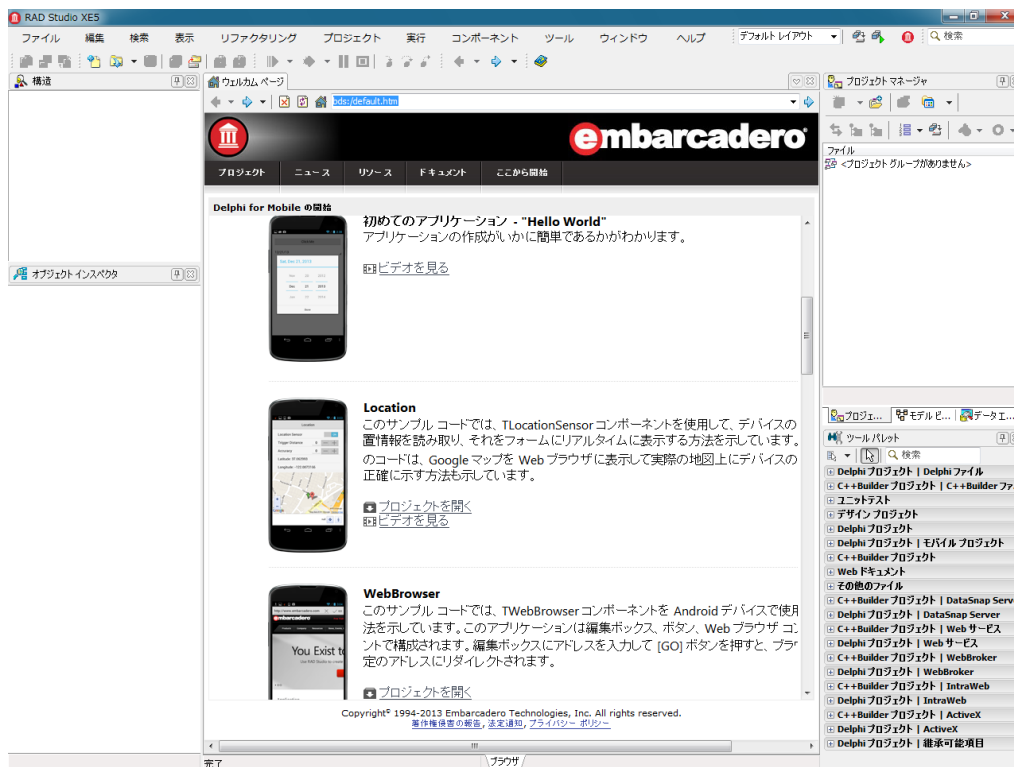 RAD Studio XE5
ファイル 編集 検索 表示 リファクタリング プロジェクト 実行 コンポーネント ツール ウィンドウ ヘルプ デフォルト レイアウト 検索
構造
ウェルカム ページ
bds:/default.htm
embarcadero
プロジェクト ニュース リソース ドキュメント ここから開始
Delphi for Mobile の開始
初めてのアプリケーション - "Hello World"
アプリケーションの作成がいかに簡単であるかがわかります。
ビデオを見る
オブジェクト インスペクタ
Location
このサンプル コードでは、TLocationSensor コンポーネントを使用して、デバイスの
置情報を読み取り、それをフォームにリアルタイムに表示する方法を示しています。
のコードは、Google マップを Web ブラウザに表示して実際の地図上にデバイスの
正確に示す方法も示しています。
プロジェクトを開く
ビデオを見る
WebBrowser
このサンプル コードでは、TWebBrowser コンポーネントを Android デバイスで使用
法を示しています。このアプリケーションは編集ボックス、ボタン、Web ブラウザ コン
ントで構成されます。編集ボックスにアドレスを入力して [GO] ボタンを押すと、ブラウ
定のアドレスにリダイレクトされます。
You Exist to
プロジェクトを開く
Copyright© 1994-2013 Embarcadero Technologies, Inc. All rights reserved.
著作権侵害の報告, 法定通知, プライバシー ポリシー
完了
ブラウザ
プロジェクト マネージャ
ファイル
<プロジェクト グループがありません>
プロジェ... モデル ビ... データ エ...
ツール パレット
検索
Delphi プロジェクト | Delphi ファイル
C++Builder プロジェクト | C++Builder ファ
ユニットテスト
デザイン プロジェクト
Delphi プロジェクト
Delphi プロジェクト | モバイル プロジェクト
C++Builder プロジェクト
Web ドキュメント
その他のファイル
C++Builder プロジェクト | DataSnap Serv
Delphi プロジェクト | DataSnap Server
C++Builder プロジェクト | Web サービス
Delphi プロジェクト | Web サービス
C++Builder プロジェクト | WebBroker
Delphi プロジェクト | WebBroker
C++Builder プロジェクト | IntraWeb
Delphi プロジェクト | IntraWeb
C++Builder プロジェクト | ActiveX
Delphi プロジェクト | ActiveX
Delphi プロジェクト | 継承可能項目